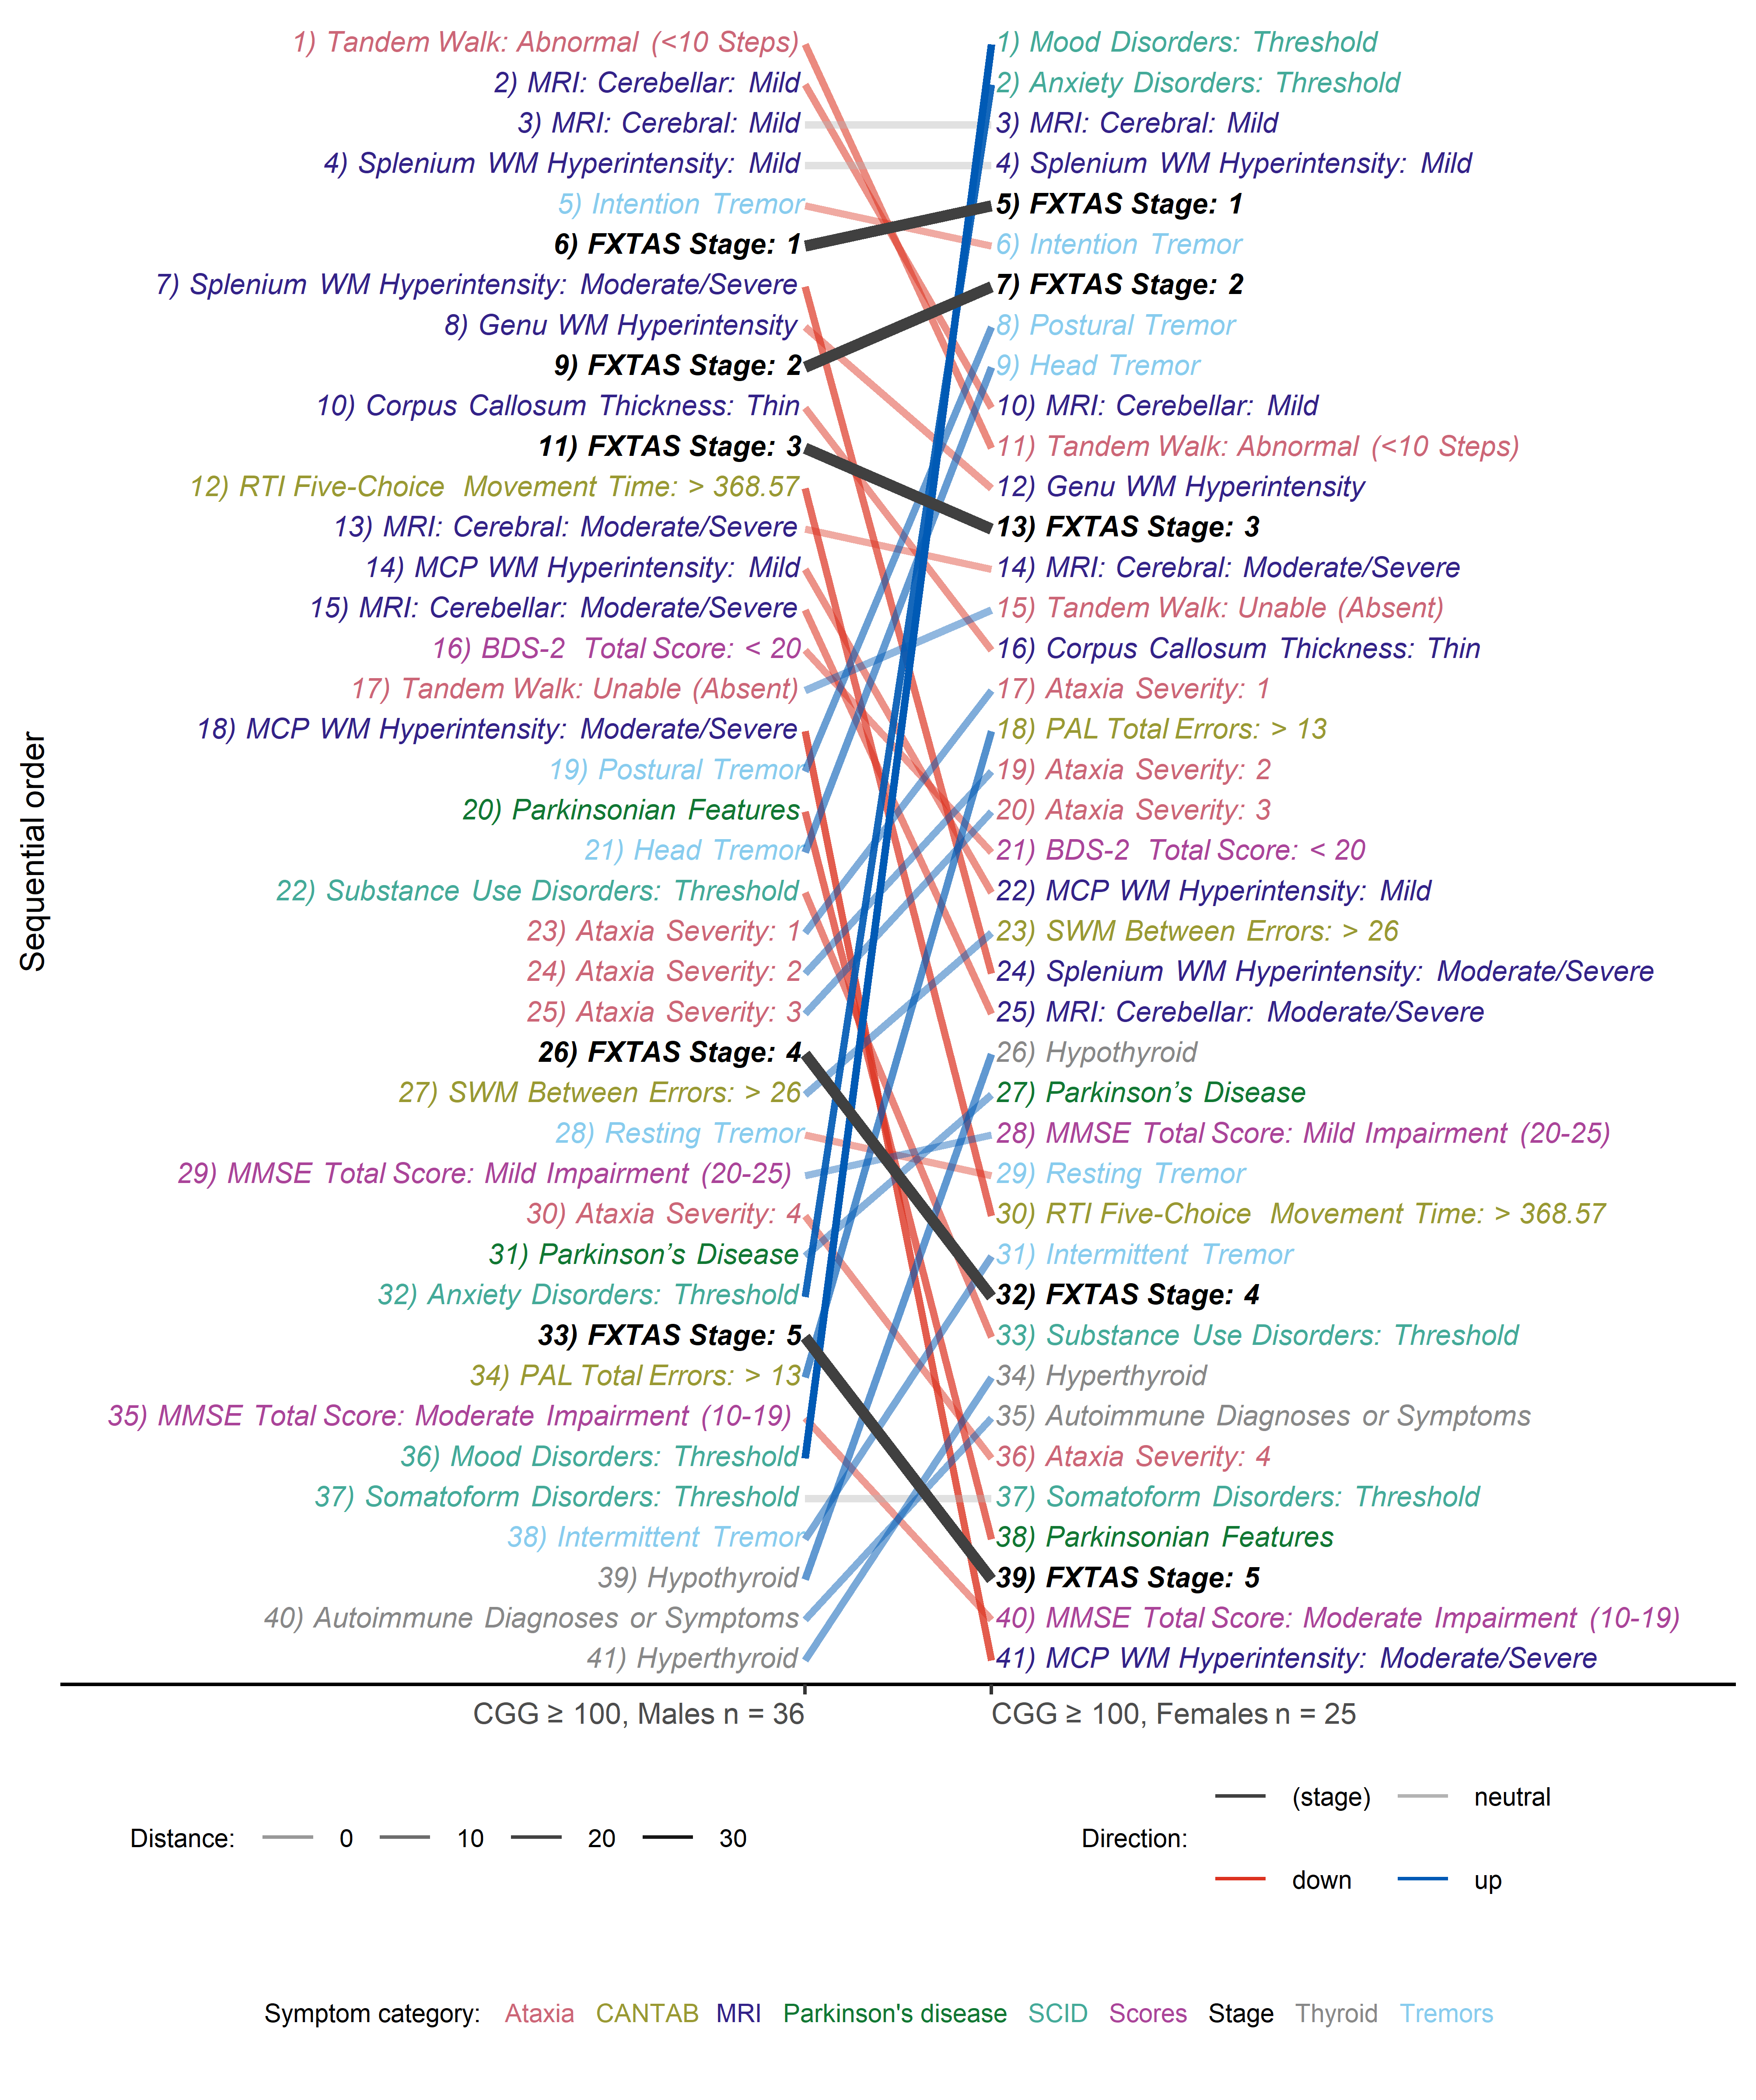 Sequential order
1) Tandem Walk: Abnormal (<10 Steps)
2) MRI: Cerebellar: Mild
3) MRI: Cerebral: Mild
4) Splenium WM Hyperintensity: Mild
5) Intention Tremor
6) FXTAS Stage: 1
7) Splenium WM Hyperintensity: Moderate/Severe
8) Genu WM Hyperintensity
9) FXTAS Stage: 2
10) Corpus Callosum Thickness: Thin
11) FXTAS Stage: 3
12) RTI Five-Choice Movement Time: > 368.57
13) MRI: Cerebral: Moderate/Severe
14) MCP WM Hyperintensity: Mild
15) MRI: Cerebellar: Moderate/Severe
16) BDS-2 Total Score: < 20
17) Tandem Walk: Unable (Absent)
18) MCP WM Hyperintensity: Moderate/Severe
19) Postural Tremor
20) Parkinsonian Features
21) Head Tremor
22) Substance Use Disorders: Threshold
23) Ataxia Severity: 1
24) Ataxia Severity: 2
25) Ataxia Severity: 3
26) FXTAS Stage: 4
27) SWM Between Errors: > 26
28) Resting Tremor
29) MMSE Total Score: Mild Impairment (20-25)
30) Ataxia Severity: 4
31) Parkinson's Disease
32) Anxiety Disorders: Threshold
33) FXTAS Stage: 5
34) PAL Total Errors: > 13
35) MMSE Total Score: Moderate Impairment (10-19)
36) Mood Disorders: Threshold
37) Somatoform Disorders: Threshold
38) Intermittent Tremor
39) Hypothyroid
40) Autoimmune Diagnoses or Symptoms
41) Hyperthyroid
1) Mood Disorders: Threshold
2) Anxiety Disorders: Threshold
3) MRI: Cerebral: Mild
4) Splenium WM Hyperintensity: Mild
5) FXTAS Stage: 1
6) Intention Tremor
7) FXTAS Stage: 2
8) Postural Tremor
9) Head Tremor
10) MRI: Cerebellar: Mild
11) Tandem Walk: Abnormal (<10 Steps)
12) Genu WM Hyperintensity
13) FXTAS Stage: 3
14) MRI: Cerebral: Moderate/Severe
15) Tandem Walk: Unable (Absent)
16) Corpus Callosum Thickness: Thin
17) Ataxia Severity: 1
18) PAL Total Errors: > 13
19) Ataxia Severity: 2
20) Ataxia Severity: 3
21) BDS-2 Total Score: < 20
22) MCP WM Hyperintensity: Mild
23) SWM Between Errors: > 26
24) Splenium WM Hyperintensity: Moderate/Severe
25) MRI: Cerebellar: Moderate/Severe
26) Hypothyroid
27) Parkinson's Disease
28) MMSE Total Score: Mild Impairment (20-25)
29) Resting Tremor
30) RTI Five-Choice Movement Time: > 368.57
31) Intermittent Tremor
32) FXTAS Stage: 4
33) Substance Use Disorders: Threshold
34) Hyperthyroid
35) Autoimmune Diagnoses or Symptoms
36) Ataxia Severity: 4
37) Somatoform Disorders: Threshold
38) Parkinsonian Features
39) FXTAS Stage: 5
40) MMSE Total Score: Moderate Impairment (10-19)
41) MCP WM Hyperintensity: Moderate/Severe
CGG ≥ 100, Males n = 36
CGG ≥ 100, Females n = 25
Distance: 0 10 20 30
Direction:
(stage) neutral
down up
Symptom category: Ataxia CANTAB MRI Parkinson's disease SCID Scores Stage Thyroid Tremors